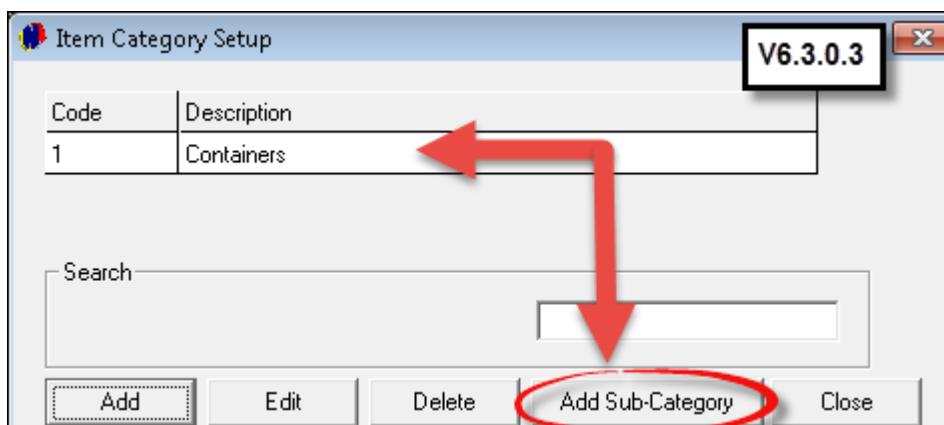 Item Category Setup
V6.3.0.3
Code Description
1 Containers
Search
Add Edit Delete Add Sub-Category Close